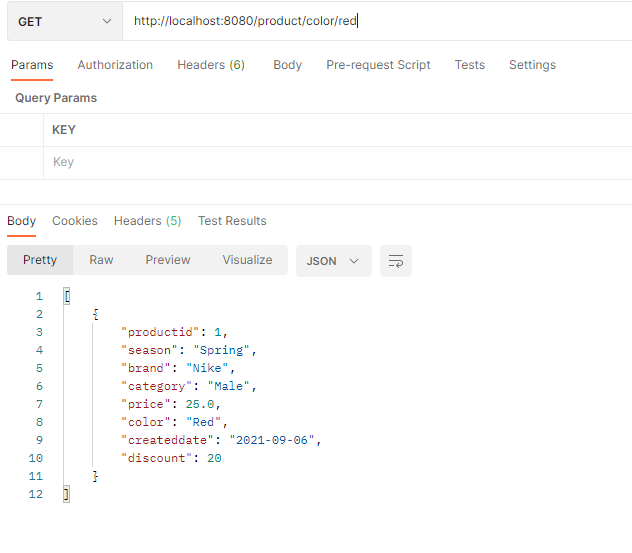 GET http://localhost:8080/product/color/red
Params Authorization Headers (6) Body Pre-request Script Tests Settings
Query Params
KEY
Key
Body Cookies Headers (5) Test Results
Pretty Raw Preview Visualize JSON
1 [
2 {
3 "productid": 1,
4 "season": "Spring",
5 "brand": "Nike",
6 "category": "Male",
7 "price": 25.0,
8 "color": "Red",
9 "createddate": "2021-09-06",
10 "discount": 20
11 }
12 ]